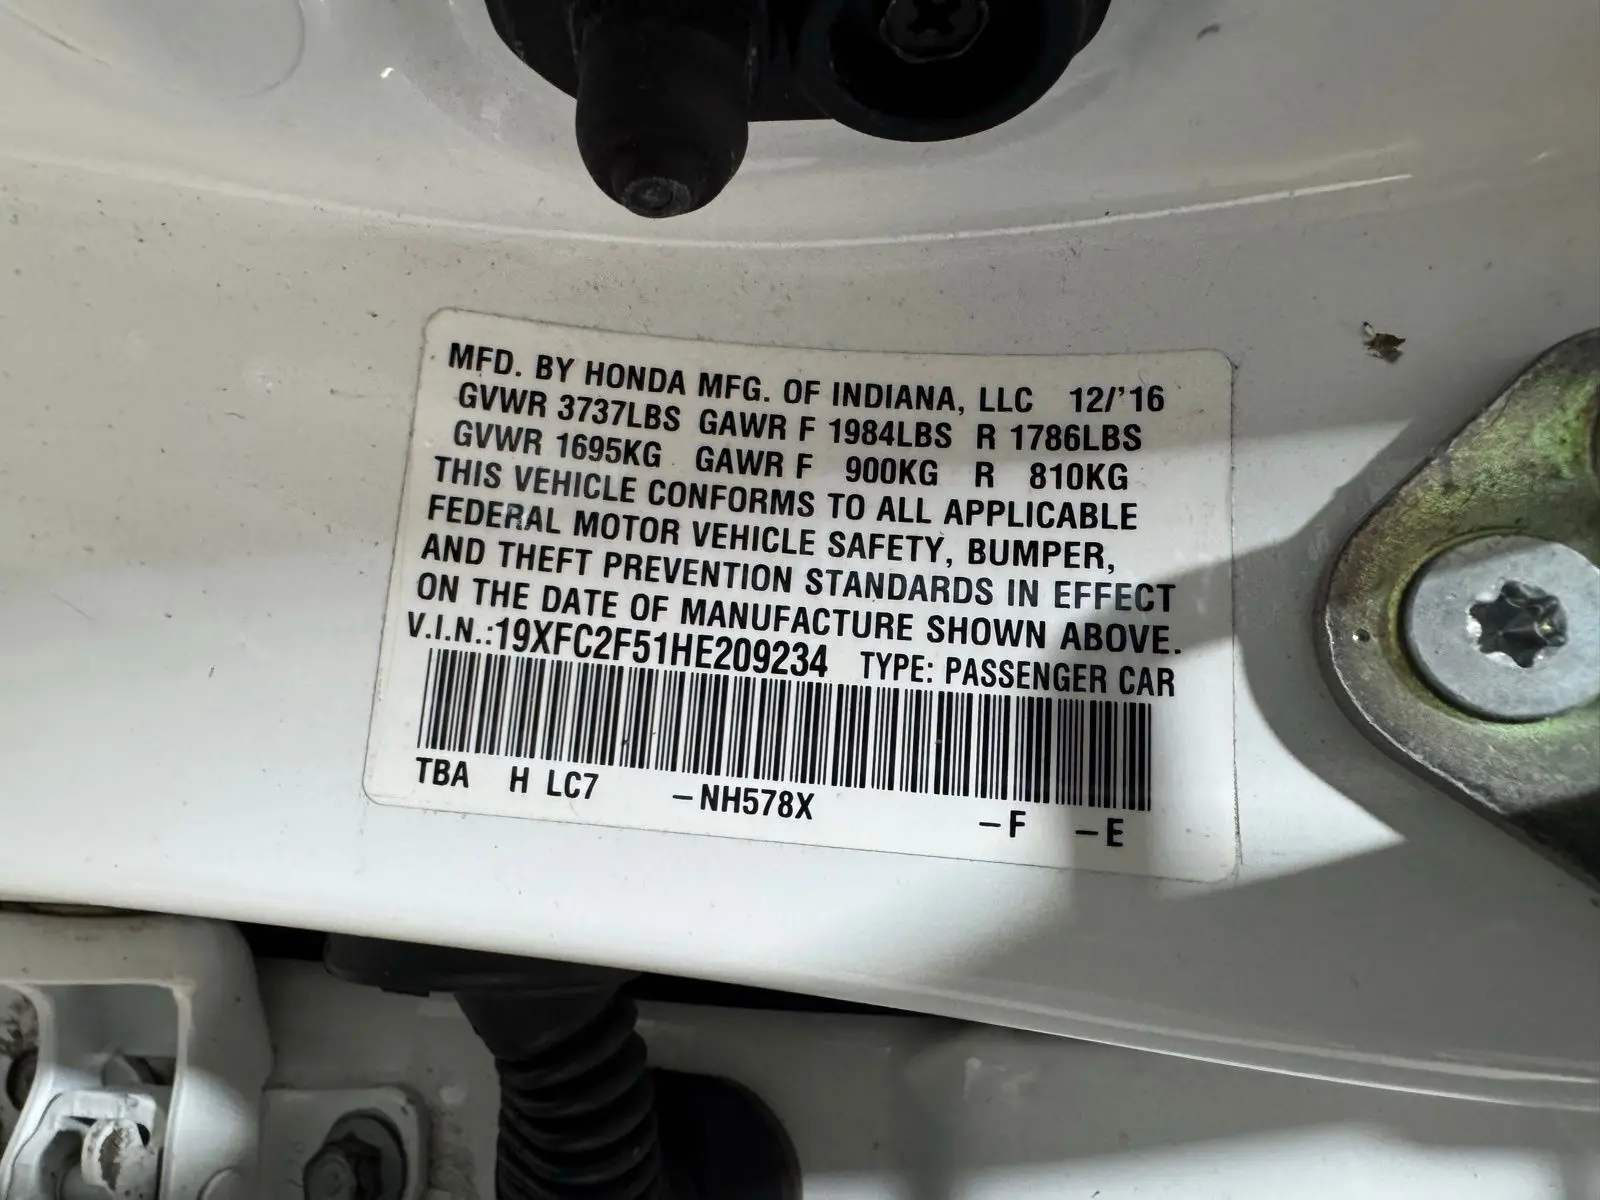 MFD. BY HONDA MFG. OF INDIANA, LLC 12/'16
GVWR 3737LBS GAWR F 1984LBS R 1786LBS
GVWR 1695KG GAWR F 900KG R 810KG
THIS VEHICLE CONFORMS TO ALL APPLICABLE
FEDERAL MOTOR VEHICLE SAFETY, BUMPER,
AND THEFT PREVENTION STANDARDS IN EFFECT
ON THE DATE OF MANUFACTURE SHOWN ABOVE.
V.I.N.:19XFC2F51HE209234 TYPE: PASSENGER CAR
TBA H LC7 –NH578X –F –E